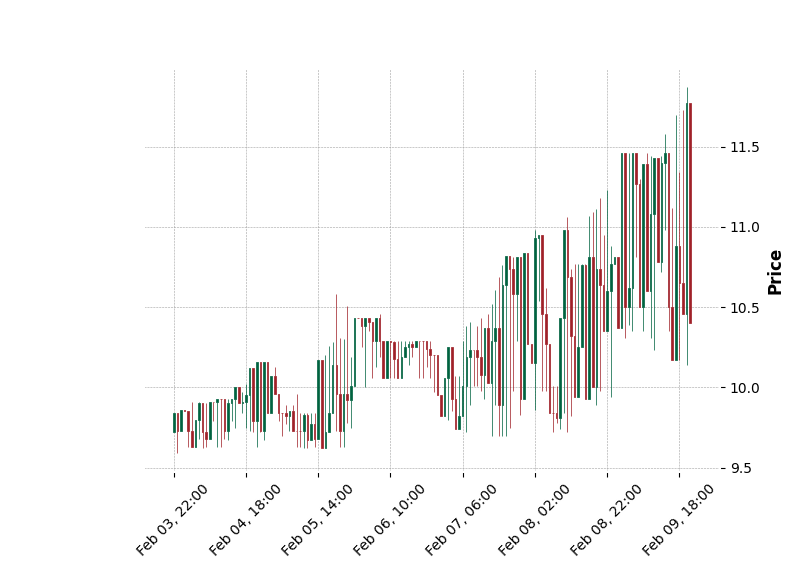 11.5
11.0
10.5
10.0
9.5
Price
Feb 03, 22:00
Feb 04, 18:00
Feb 05, 14:00
Feb 06, 10:00
Feb 07, 06:00
Feb 08, 02:00
Feb 08, 22:00
Feb 09, 18:00